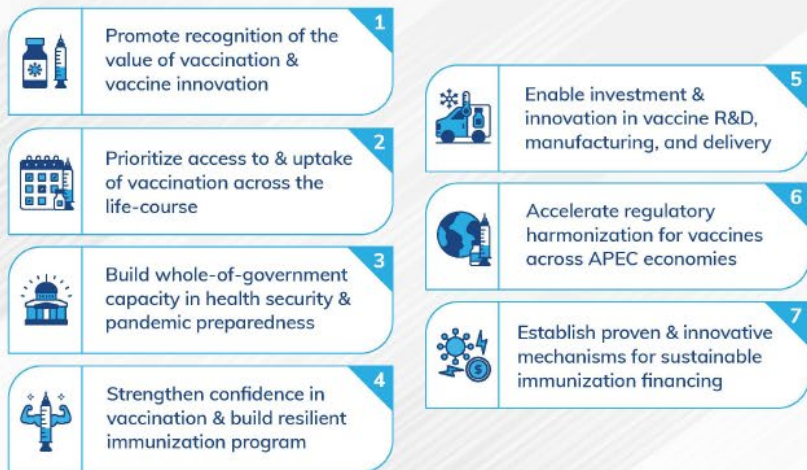 1
Promote recognition of the
value of vaccination &
vaccine innovation
2
Prioritize access to & uptake
of vaccination across the
life-course
3
Build whole-of-government
capacity in health security &
pandemic preparedness
4
Strengthen confidence in
vaccination & build resilient
immunization program
5
Enable investment &
innovation in vaccine R&D,
manufacturing, and delivery
6
Accelerate regulatory
harmonization for vaccines
across APEC economies
7
Establish proven & innovative
mechanisms for sustainable
immunization financing
$